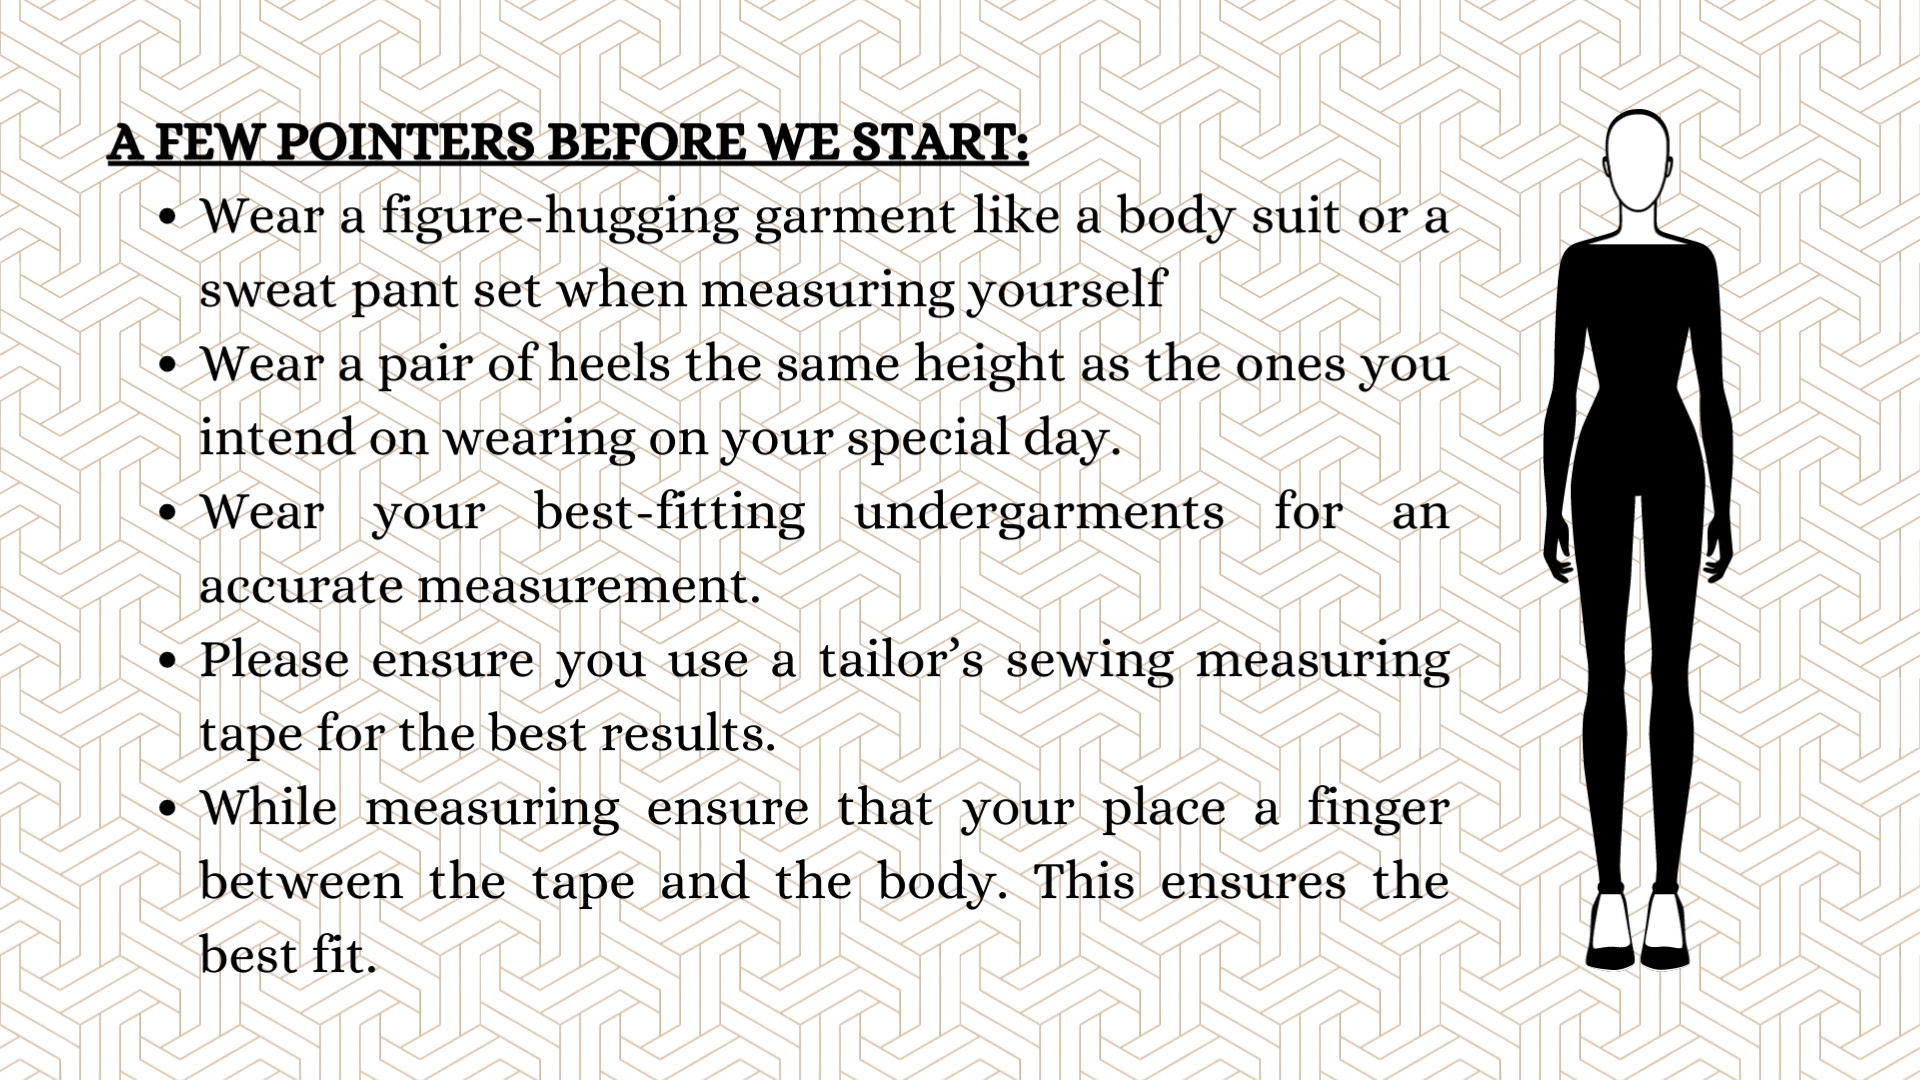 A FEW POINTERS BEFORE WE START:
• Wear a figure-hugging garment like a body suit or a
sweat pant set when measuring yourself
• Wear a pair of heels the same height as the ones you
intend on wearing on your special day.
• Wear your best-fitting undergarments for an
accurate measurement.
• Please ensure you use a tailor’s sewing measuring
tape for the best results.
• While measuring ensure that your place a finger
between the tape and the body. This ensures the
best fit.